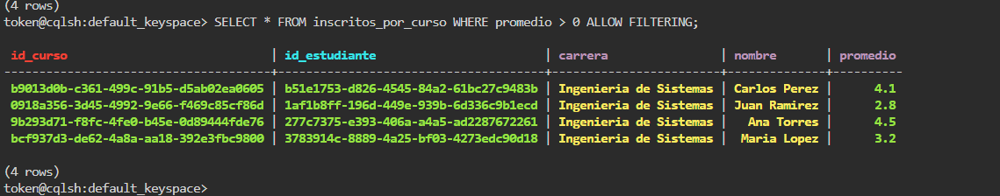 (4 rows)
token@cqlsh:default_keyspace> SELECT * FROM inscritos_por_curso WHERE promedio > 0 ALLOW FILTERING;
id_curso | id_estudiante | carrera | nombre | promedio
--------------------------------------+--------------------------------------+------------------------+--------------+----------
b9013d0b-c361-499c-91b5-d5ab02ea0605 | b51e1753-d826-4545-84a2-61bc27c9483b | Ingenieria de Sistemas | Carlos Perez | 4.1
0918a356-3d45-4992-9e66-f469c85cf86d | 1af1b8ff-196d-449e-939b-6d336c9b1ecd | Ingenieria de Sistemas | Juan Ramirez | 2.8
9b293d71-f8fc-4fe0-b45e-0d89444fde76 | 277c7375-e393-406a-a4a5-ad2287672261 | Ingenieria de Sistemas | Ana Torres | 4.5
bcf937d3-de62-4a8a-aa18-392e3fbc9800 | 3783914c-8889-4a25-bf03-4273edc90d18 | Ingenieria de Sistemas | Maria Lopez | 3.2
(4 rows)
token@cqlsh:default_keyspace>